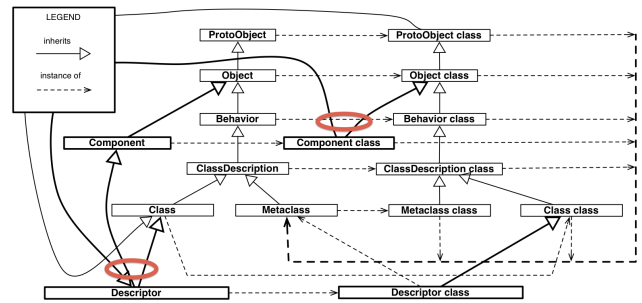 LEGEND
inherits
instance of
ProtoObject
ProtoObject class
Object
Object class
Behavior
Behavior class
Component
Component class
ClassDescription
ClassDescription class
Class
Metaclass
Metaclass class
Class class
Descriptor
Descriptor class